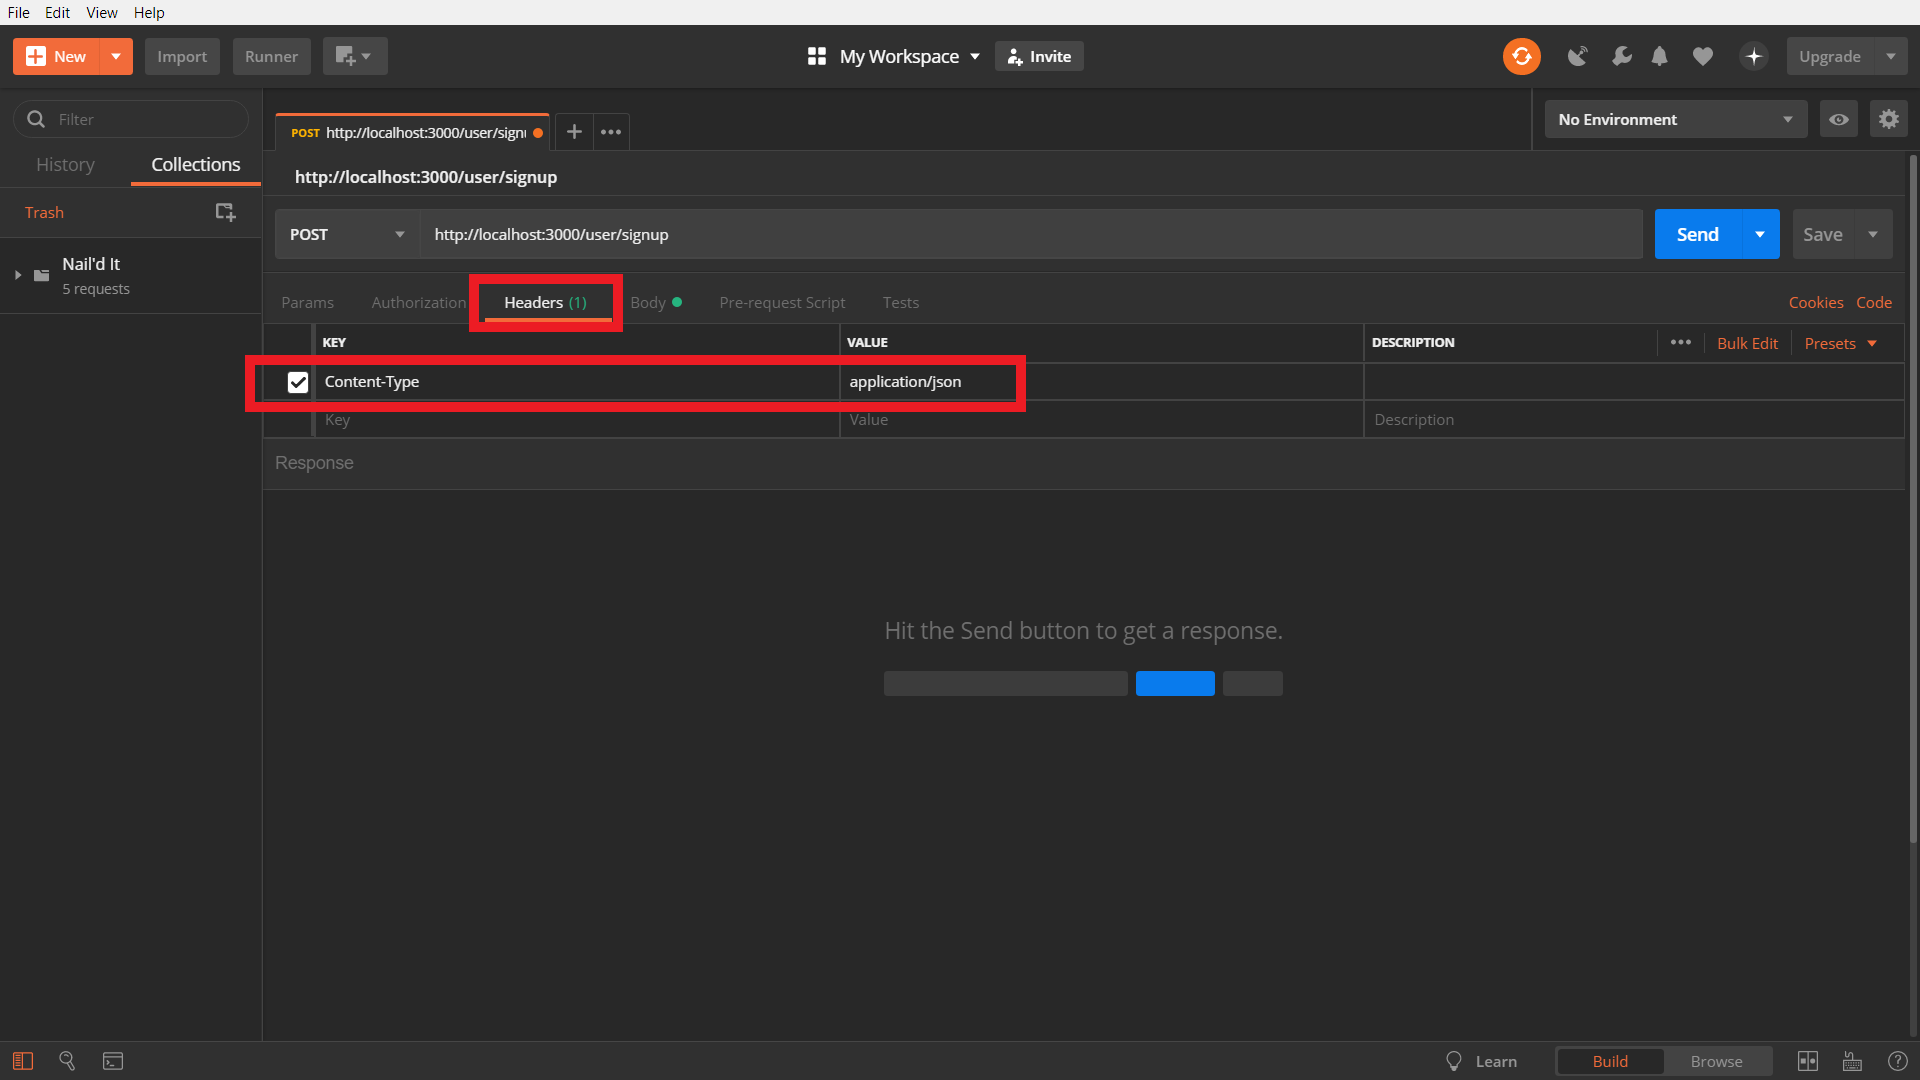 File Edit View Help
New Import Runner My Workspace Invite Upgrade
Filter
POST http://localhost:3000/user/sign
No Environment
History Collections
http://localhost:3000/user/signup
Trash
POST http://localhost:3000/user/signup Send Save
Nail'd It
5 requests
Params Authorization Headers (1) Body Pre-request Script Tests Cookies Code
KEY VALUE DESCRIPTION Bulk Edit Presets
Content-Type application/json
Key Value Description
Response
Hit the Send button to get a response.
Learn Build Browse